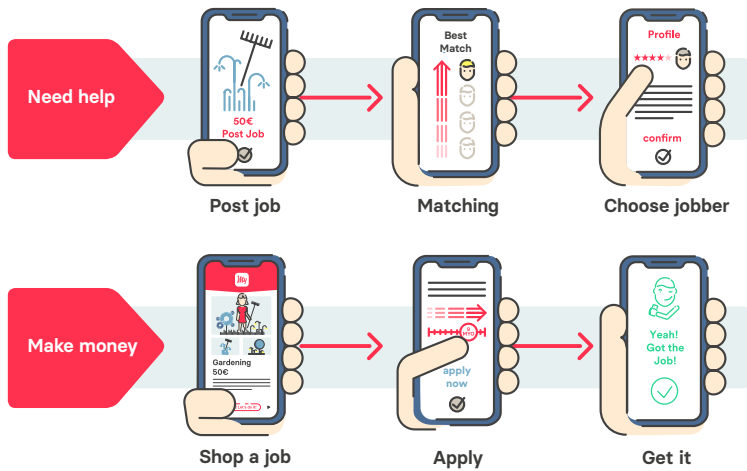 Need help
50€
Post Job
Best
Match
Profile
confirm
Post job
Matching
Choose jobber
Make money
Gardening
50€
apply
now
Yeah!
Got the
Job!
Shop a job
Apply
Get it